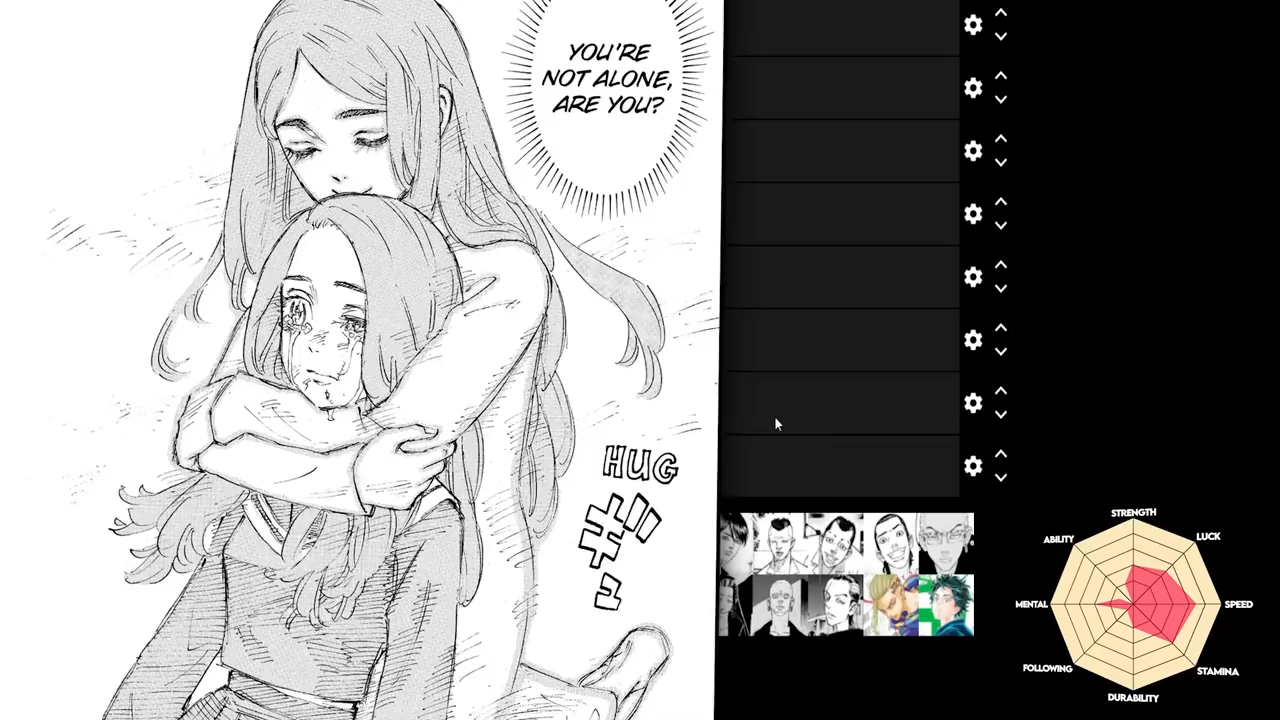 YOU'RE
NOT ALONE,
ARE YOU?
HUG
ギュ
STRENGTH
LUCK
SPEED
STAMINA
DURABILITY
FOLLOWING
MENTAL
ABILITY